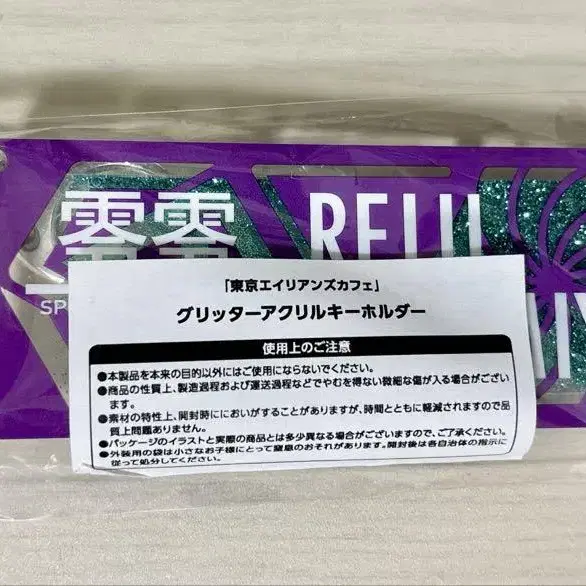 零零 REIJI
SP
「東京エイリアンズカフェ」
グリッターアクリルキーホルダー
使用上のご注意
●本製品を本来の目的以外にはご使用にならないでください。
●商品の性質上、製造過程および運送過程などでやむを得ない微細な傷が入る場合がござい
ます。
●素材の特性上、開封時ににおいがすることがありますが、時間とともに軽減されますので品
質上問題ありません。
●パッケージのイラストと実際の商品とは多少異なる場合がございますので、ご了承ください。
●外装用の袋は小さなお子様にとって窒息のおそれがあります。開封後は各自治体の指示に
従って処分してください。